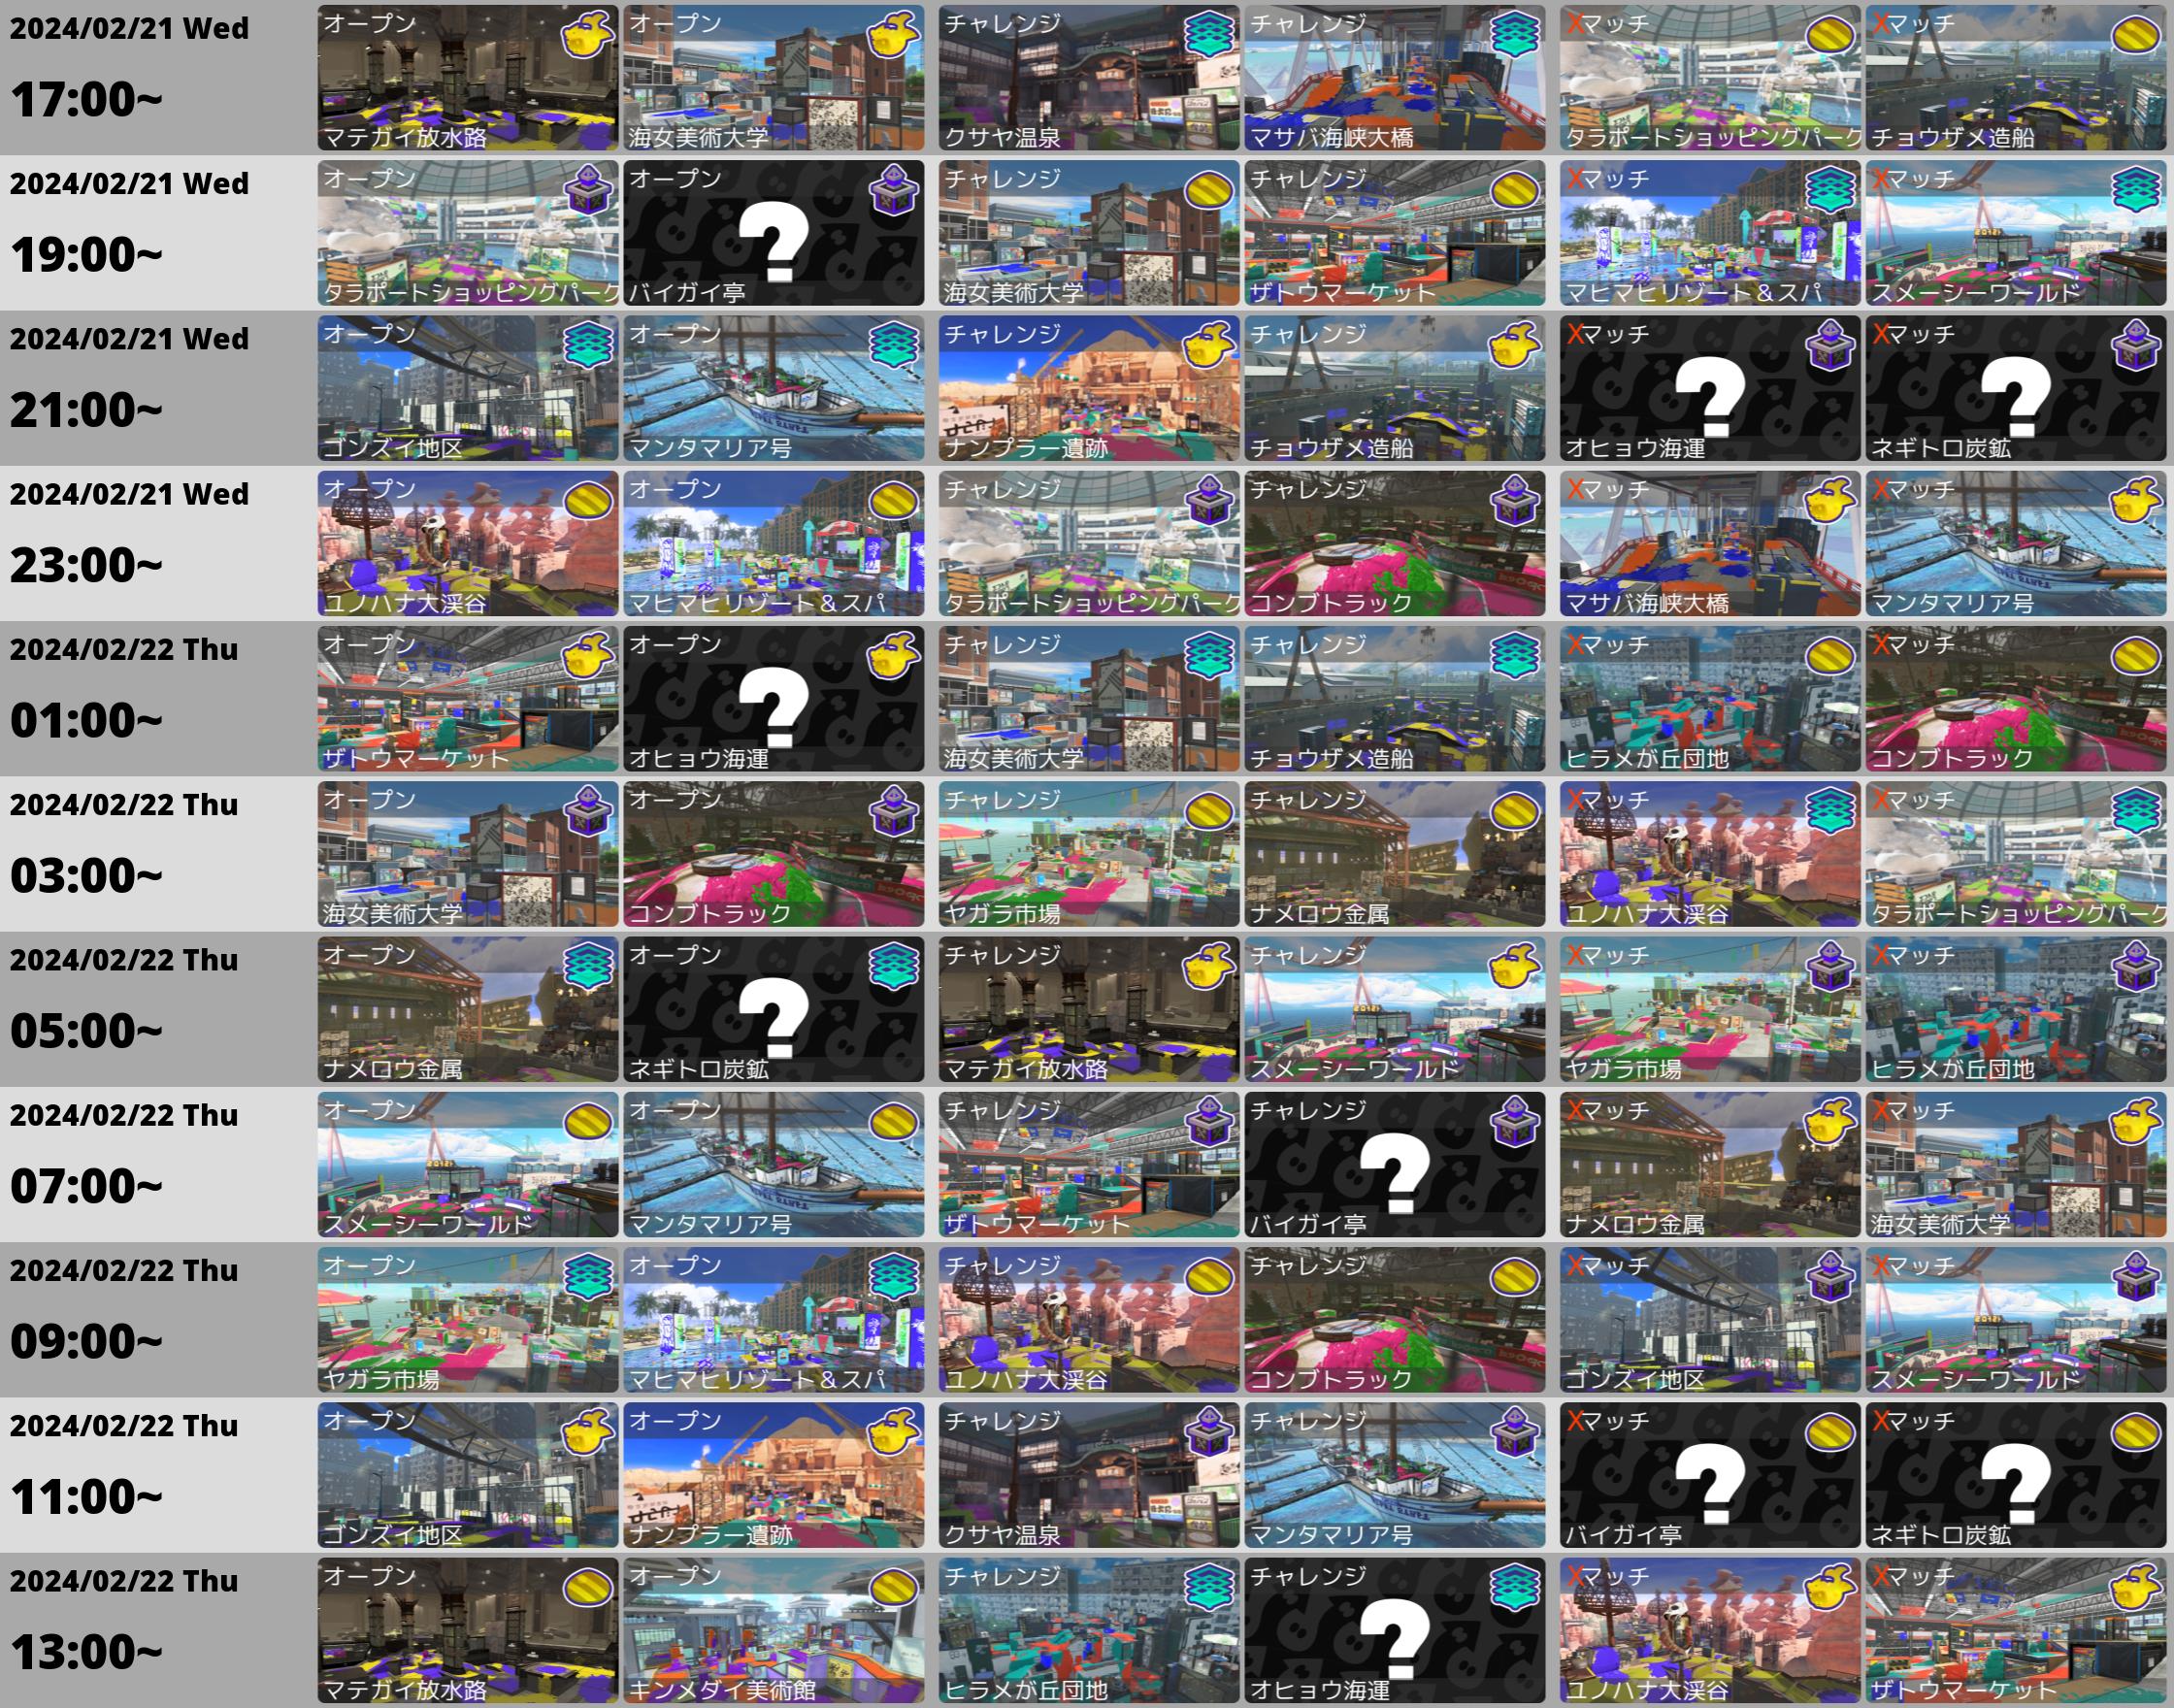 2024/02/21 Wed
17:00~
オープン
マテガイ放水路
オープン
海女美術大学
チャレンジ
クサヤ温泉
チャレンジ
マサバ海峡大橋
Xマッチ
タラポートショッピングパーク
Xマッチ
チョウザメ造船
2024/02/21 Wed
19:00~
オープン
タラポートショッピングパーク
オープン
バイガイ亭
チャレンジ
海女美術大学
チャレンジ
ザトウマーケット
Xマッチ
マヒマヒリゾート＆スパ
Xマッチ
スメーシーワールド
2024/02/21 Wed
21:00~
オープン
ゴンズイ地区
オープン
マンタマリア号
チャレンジ
ナンプラー遺跡
チャレンジ
チョウザメ造船
Xマッチ
オヒョウ海運
Xマッチ
ネギトロ炭鉱
2024/02/21 Wed
23:00~
オープン
ユノハナ大渓谷
オープン
マヒマヒリゾート＆スパ
チャレンジ
タラポートショッピングパーク
チャレンジ
コンブトラック
Xマッチ
マサバ海峡大橋
Xマッチ
マンタマリア号
2024/02/22 Thu
01:00~
オープン
ザトウマーケット
オープン
オヒョウ海運
チャレンジ
海女美術大学
チャレンジ
チョウザメ造船
Xマッチ
ヒラメが丘団地
Xマッチ
コンブトラック
2024/02/22 Thu
03:00~
オープン
海女美術大学
オープン
コンブトラック
チャレンジ
ヤガラ市場
チャレンジ
ナメロウ金属
Xマッチ
ユノハナ大渓谷
Xマッチ
タラポートショッピングパーク
2024/02/22 Thu
05:00~
オープン
ナメロウ金属
オープン
ネギトロ炭鉱
チャレンジ
マテガイ放水路
チャレンジ
スメーシーワールド
Xマッチ
ヤガラ市場
Xマッチ
ヒラメが丘団地
2024/02/22 Thu
07:00~
オープン
スメーシーワールド
オープン
マンタマリア号
チャレンジ
ザトウマーケット
チャレンジ
バイガイ亭
Xマッチ
ナメロウ金属
Xマッチ
海女美術大学
2024/02/22 Thu
09:00~
オープン
ヤガラ市場
オープン
マヒマヒリゾート＆スパ
チャレンジ
ユノハナ大渓谷
チャレンジ
コンブトラック
Xマッチ
ゴンズイ地区
Xマッチ
スメーシーワールド
2024/02/22 Thu
11:00~
オープン
ゴンズイ地区
オープン
ナンプラー遺跡
チャレンジ
クサヤ温泉
チャレンジ
マンタマリア号
Xマッチ
バイガイ亭
Xマッチ
ネギトロ炭鉱
2024/02/22 Thu
13:00~
オープン
マテガイ放水路
オープン
キンメダイ美術館
チャレンジ
ヒラメが丘団地
チャレンジ
オヒョウ海運
Xマッチ
ユノハナ大渓谷
Xマッチ
ザトウマーケット